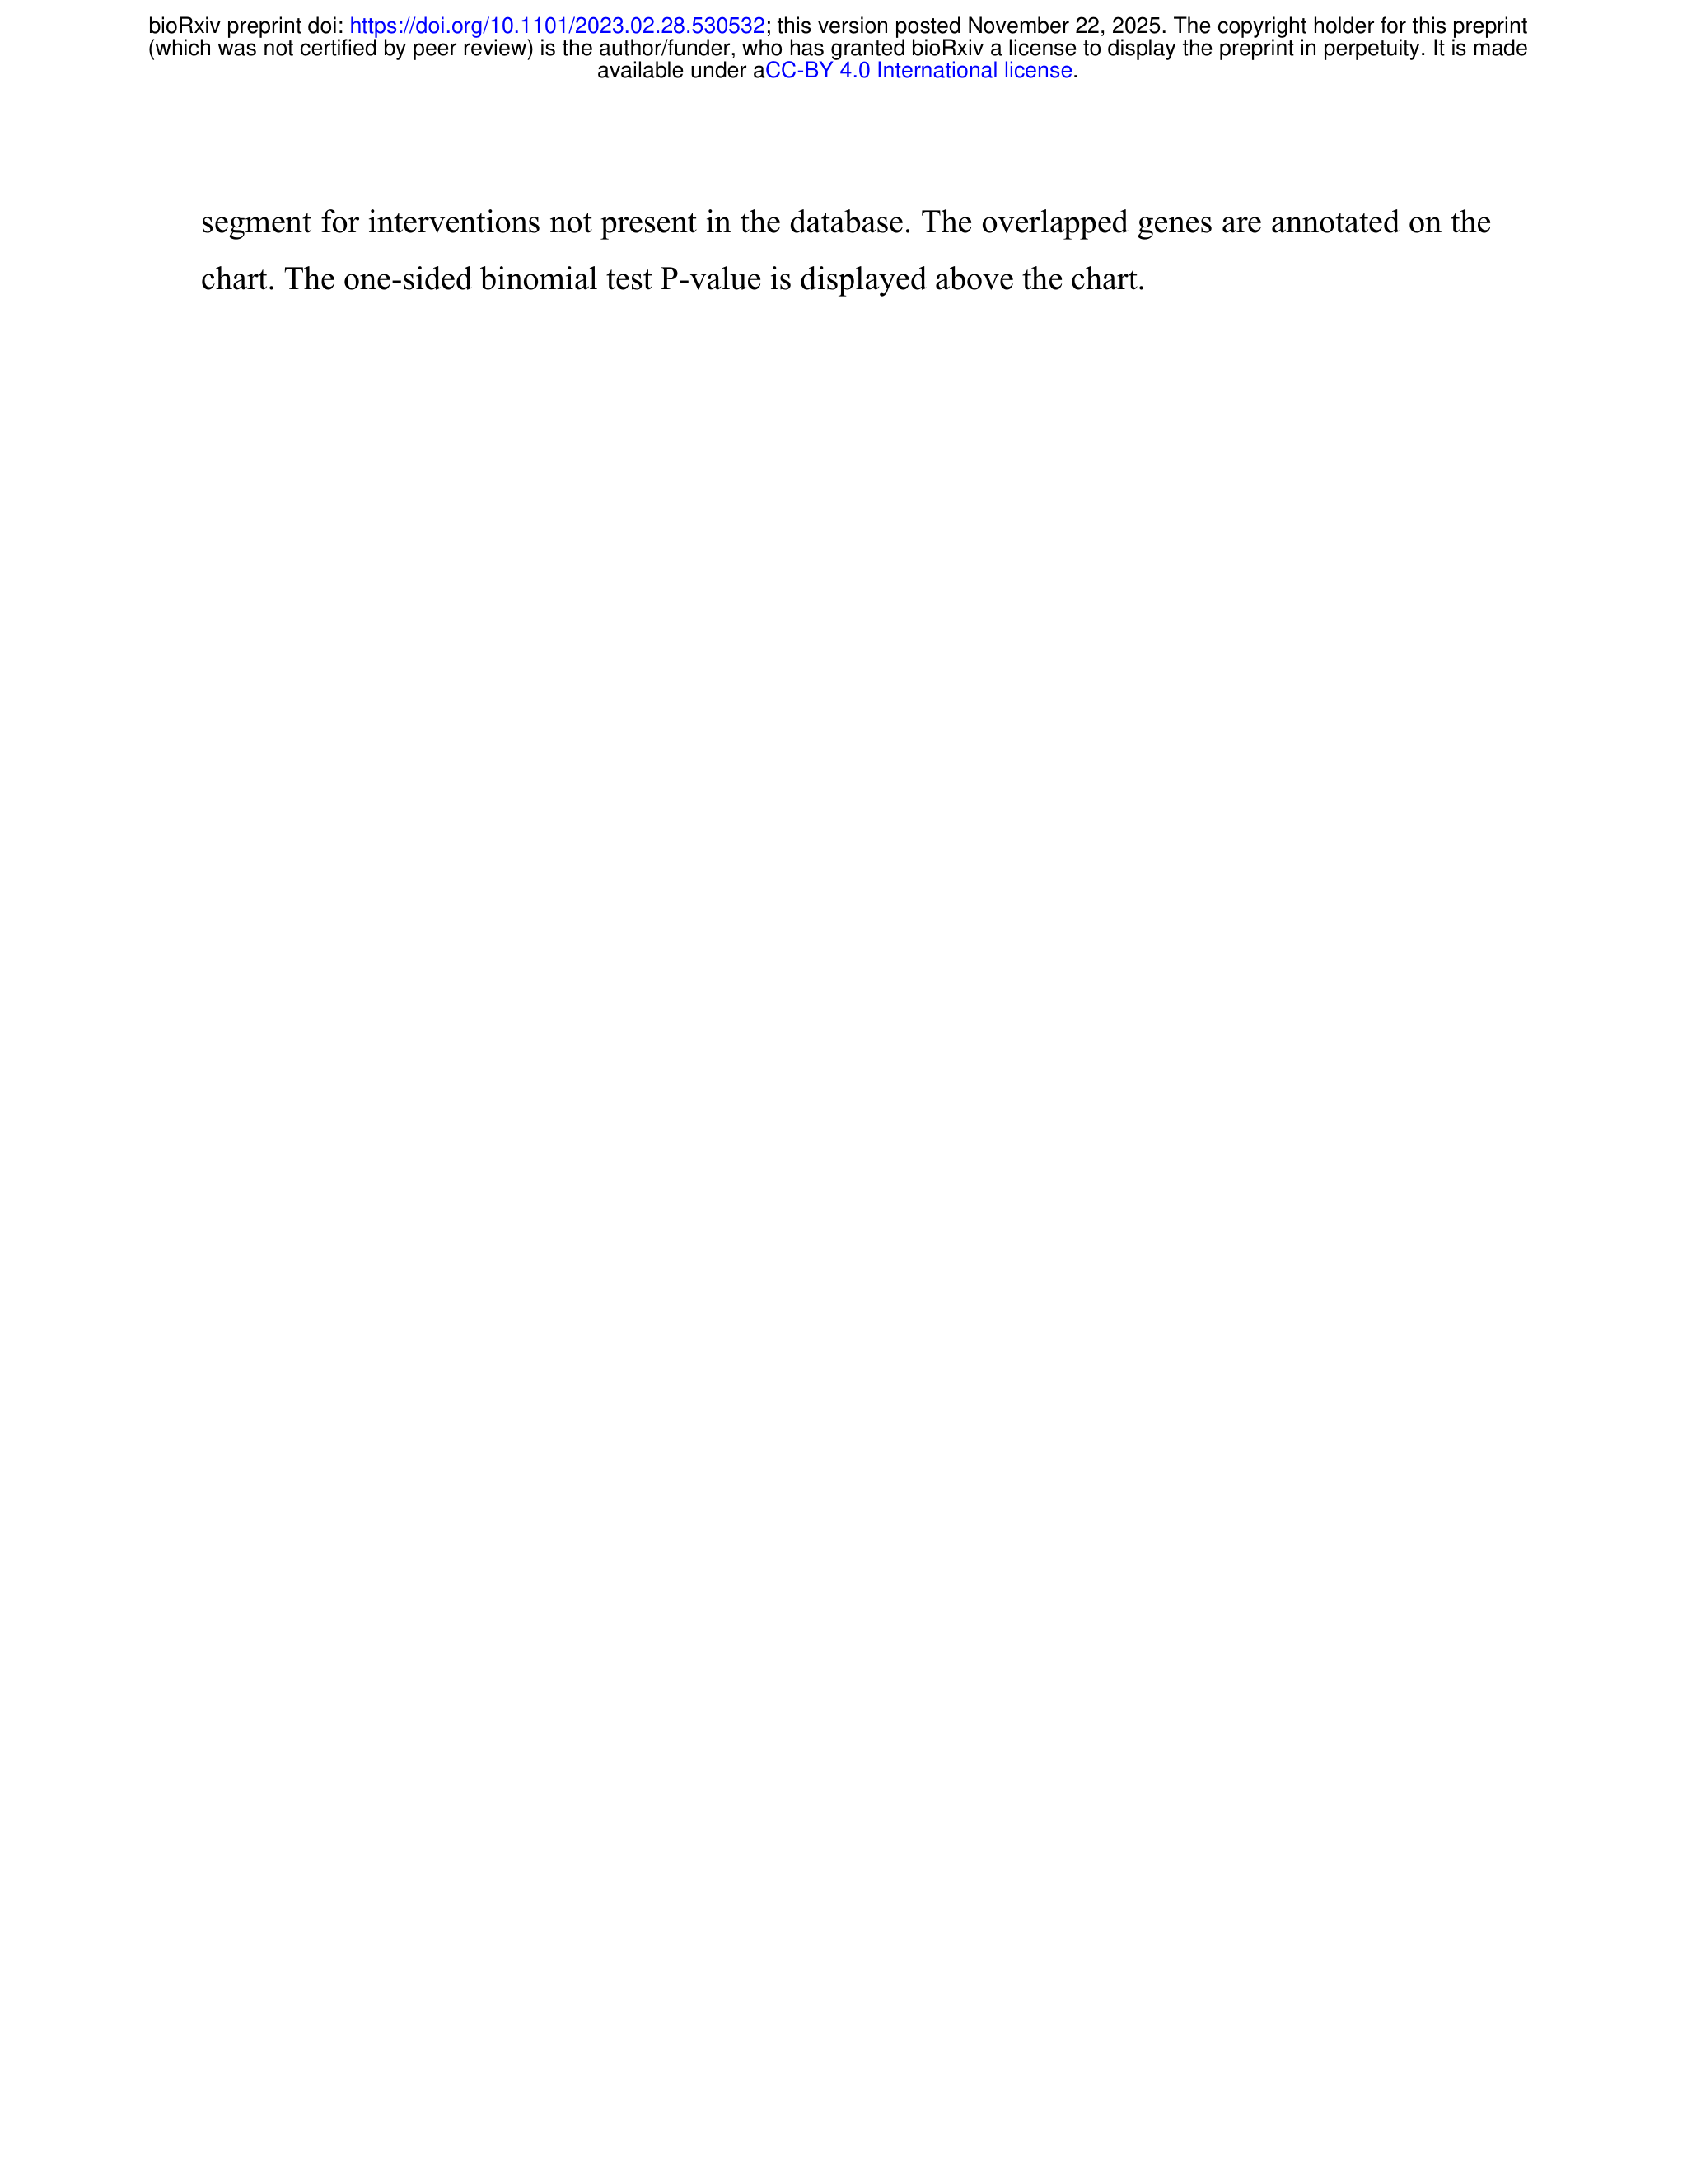 bioRxiv preprint doi: https://doi.org/10.1101/2023.02.28.530532; this version posted November 22, 2025. The copyright holder for this preprint
(which was not certified by peer review) is the author/funder, who has granted bioRxiv a license to display the preprint in perpetuity. It is made
available under aCC-BY 4.0 International license.
segment for interventions not present in the database. The overlapped genes are annotated on the
chart. The one-sided binomial test P-value is displayed above the chart.